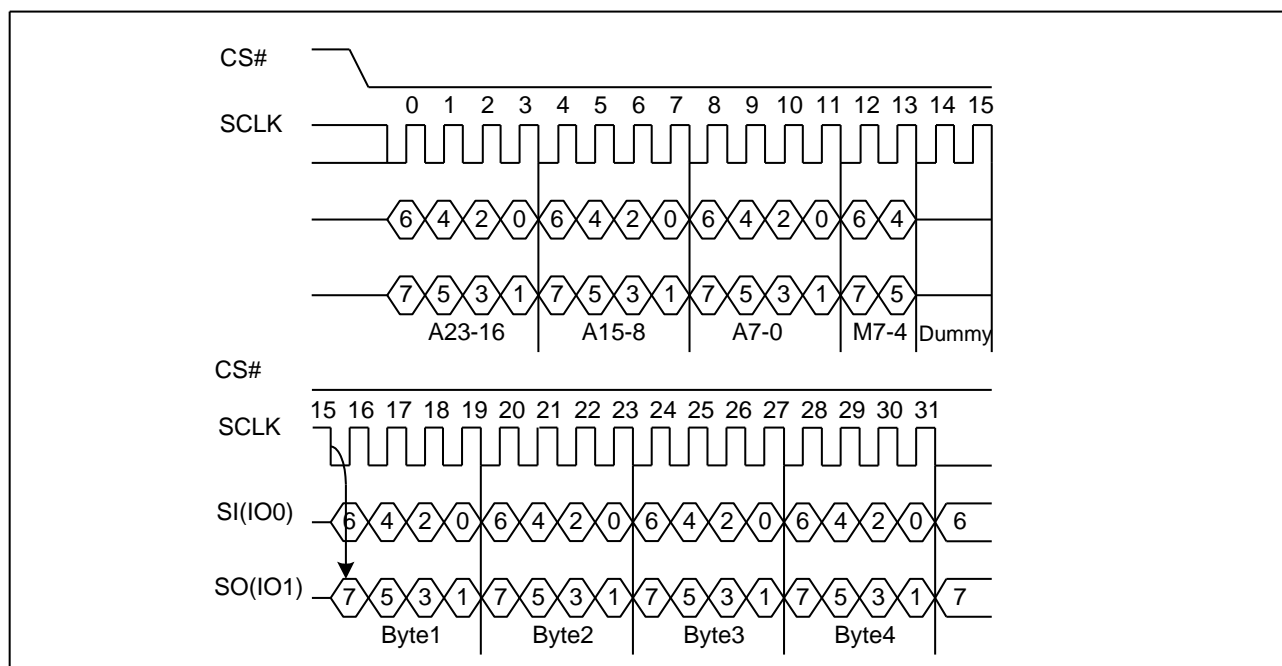 CS#
0 1 2 3 4 5 6 7 8 9 10 11 12 13 14 15
SCLK
6 4 2 0 6 4 2 0 6 4 2 0 6 4
7 5 3 1 7 5 3 1 7 5 3 1 7 5
A23-16 A15-8 A7-0 M7-4 Dummy
CS#
15 16 17 18 19 20 21 22 23 24 25 26 27 28 29 30 31
SCLK
SI(IO0) 6 4 2 0 6 4 2 0 6 4 2 0 6 4 2 0 6
SO(IO1) 7 5 3 1 7 5 3 1 7 5 3 1 7 5 3 1 7
Byte1 Byte2 Byte3 Byte4